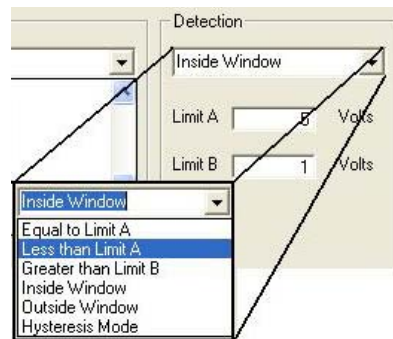 Detection
Inside Window
Limit A 5 Volts
Limit B 1 Volts
Inside Window
Equal to Limit A
Less than Limit A
Greater than Limit B
Inside Window
Outside Window
Hysteresis Mode